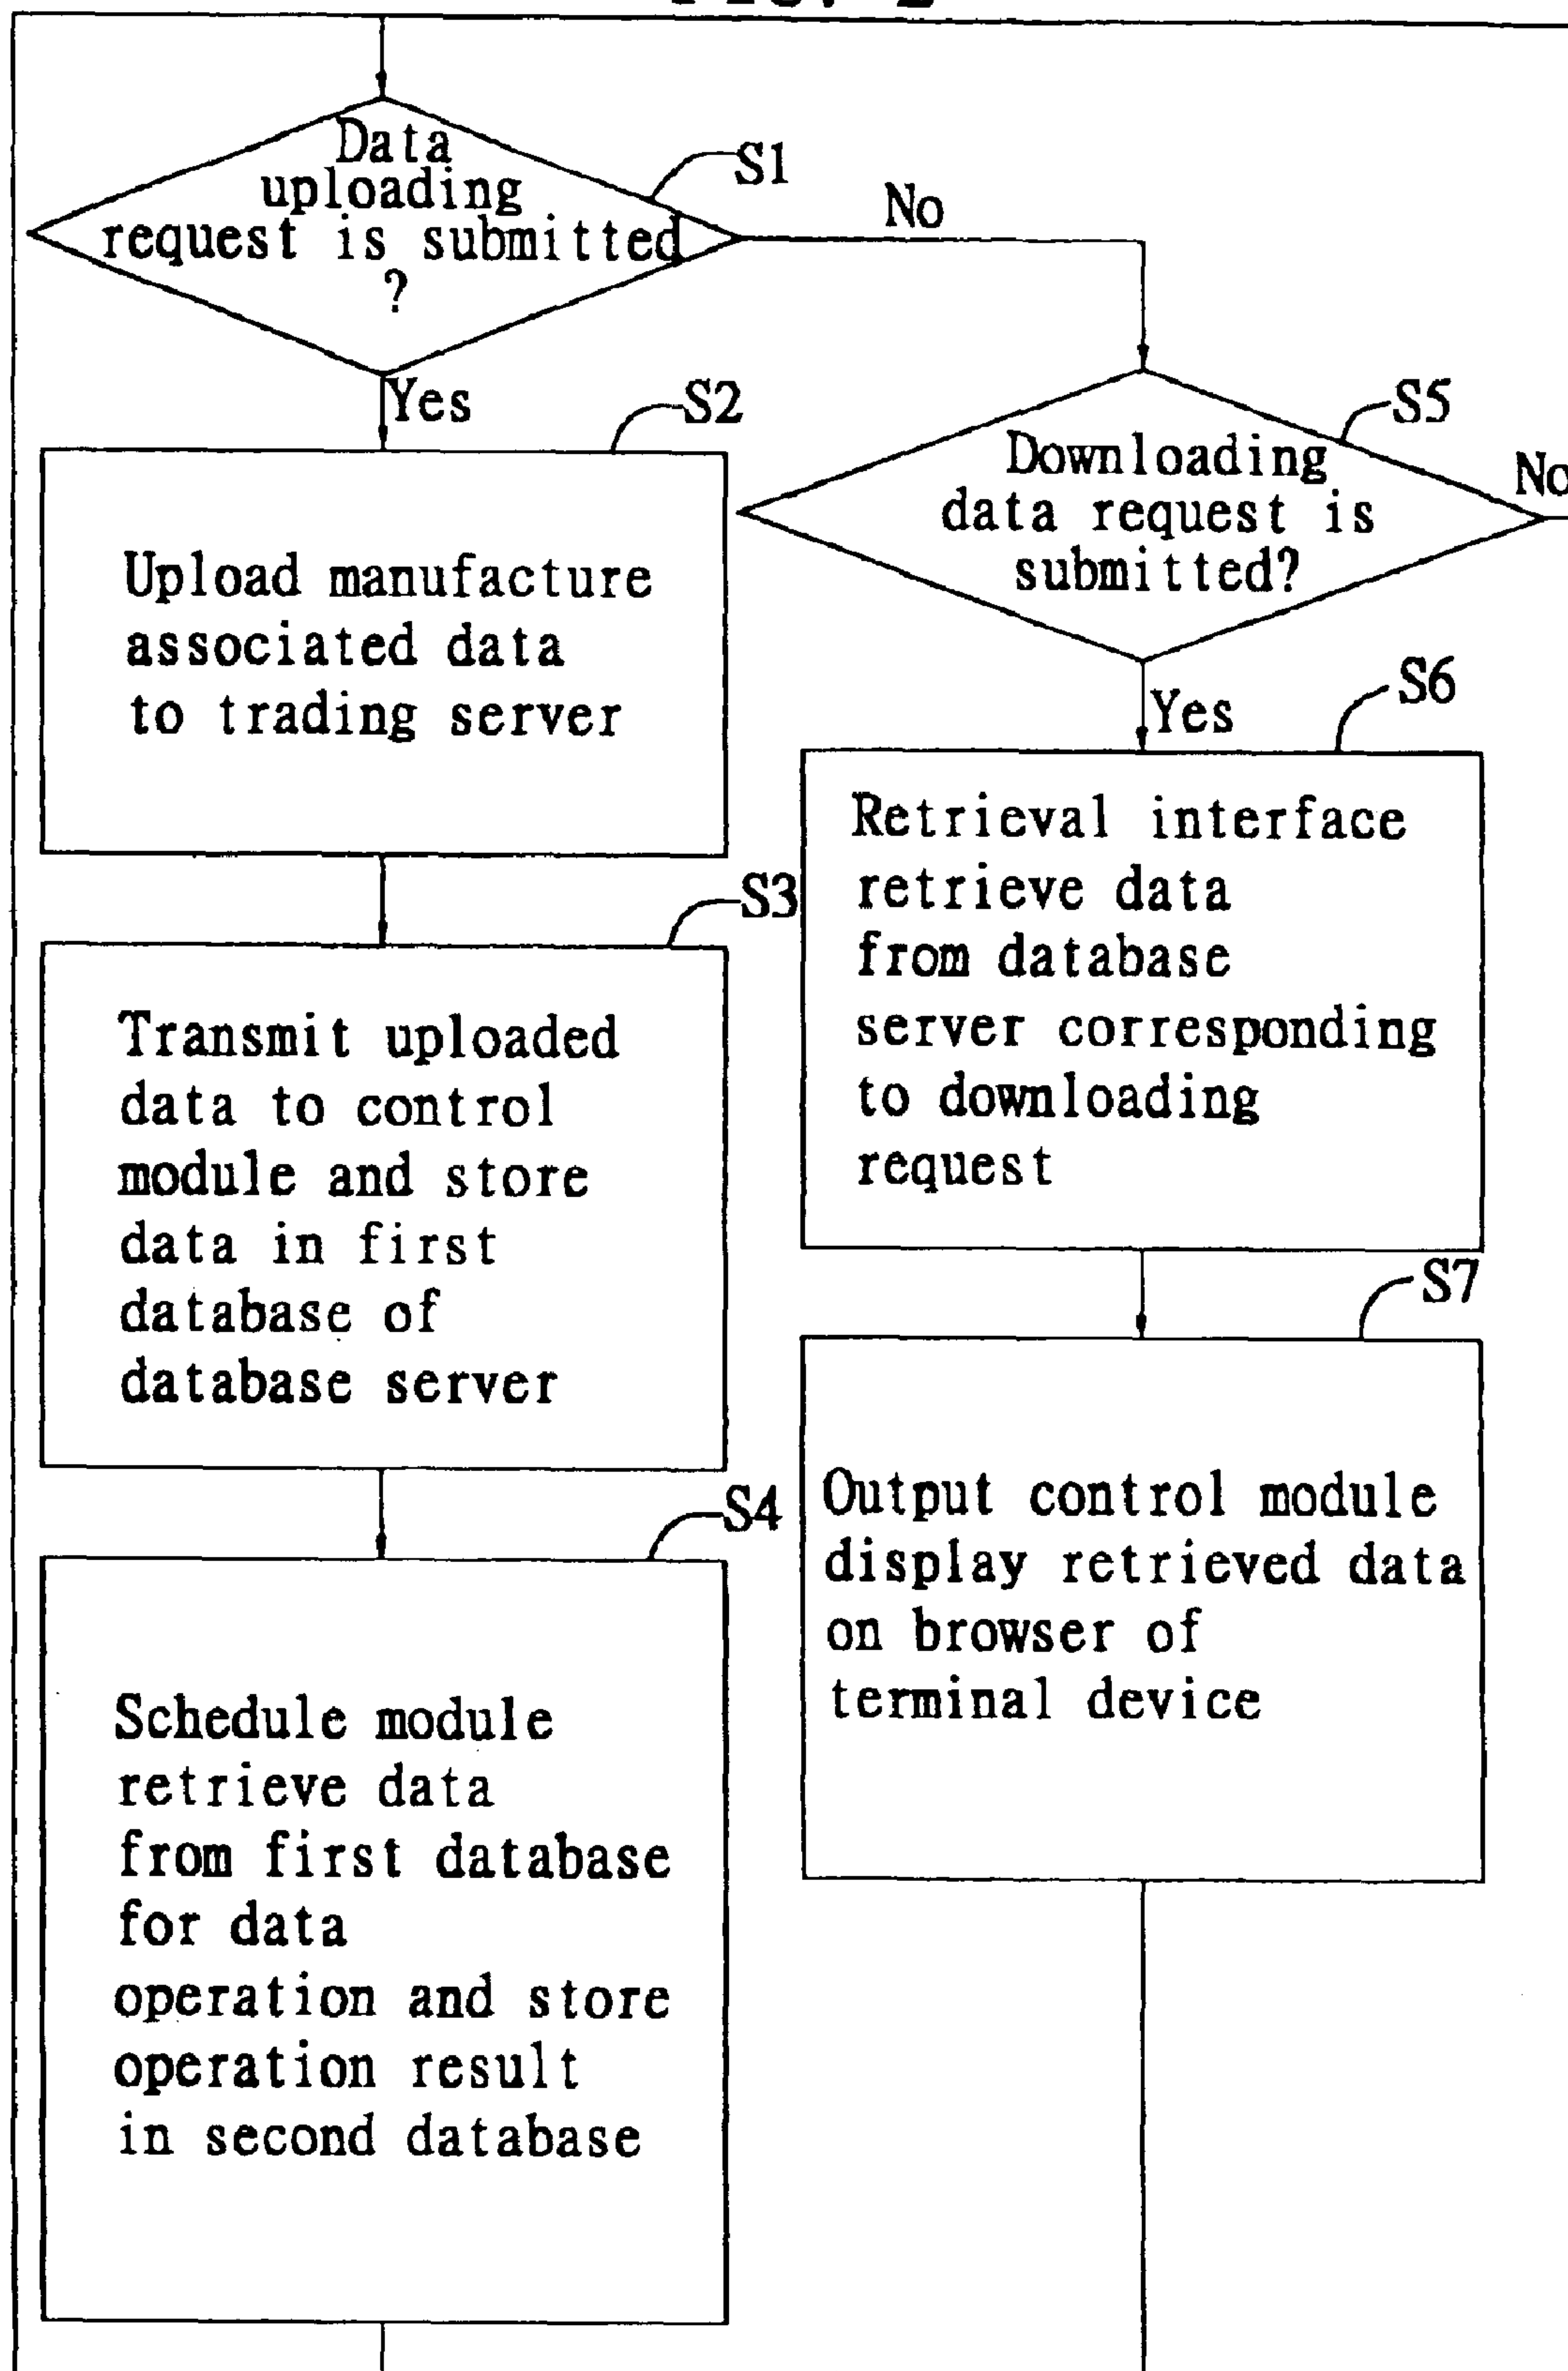 FIG. 2
Data
uploading
request is submitted
?
S1
No
Yes
S2
Upload manufacture
associated data
to trading server
S3
Transmit uploaded
data to control
module and store
data in first
database of
database server
S4
Schedule module
retrieve data
from first database
for data
operation and store
operation result
in second database
S5
Downloading
data request is
submitted?
No
Yes
S6
Retrieval interface
retrieve data
from database
server corresponding
to downloading
request
S7
Output control module
display retrieved data
on browser of
terminal device